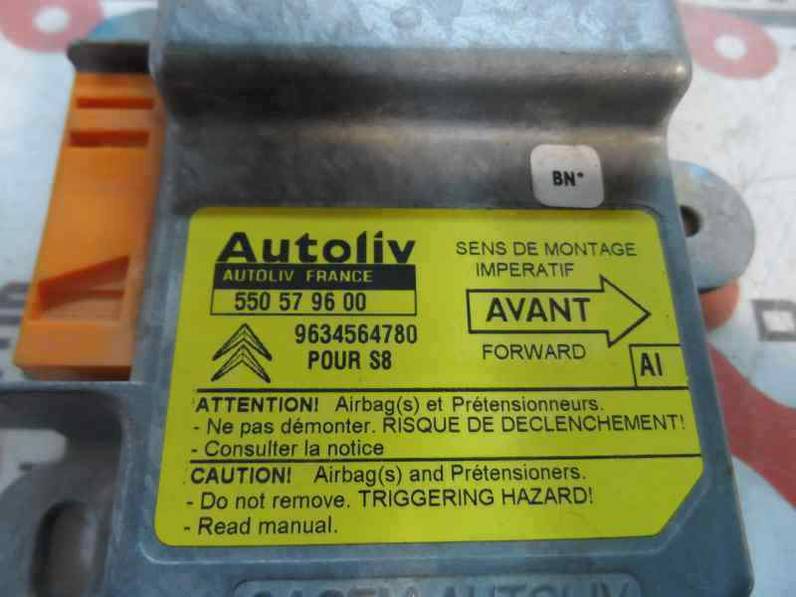 BN*
Autoliv
AUTOLIV FRANCE
550 57 96 00
9634564780
POUR S8
SENS DE MONTAGE
IMPERATIF
AVANT
FORWARD
AI
ATTENTION! Airbag(s) et Prétensionneurs.
- Ne pas démonter. RISQUE DE DECLENCHEMENT!
- Consulter la notice
CAUTION! Airbag(s) and Prétensioners.
- Do not remove. TRIGGERING HAZARD!
- Read manual.
AUTOLIV